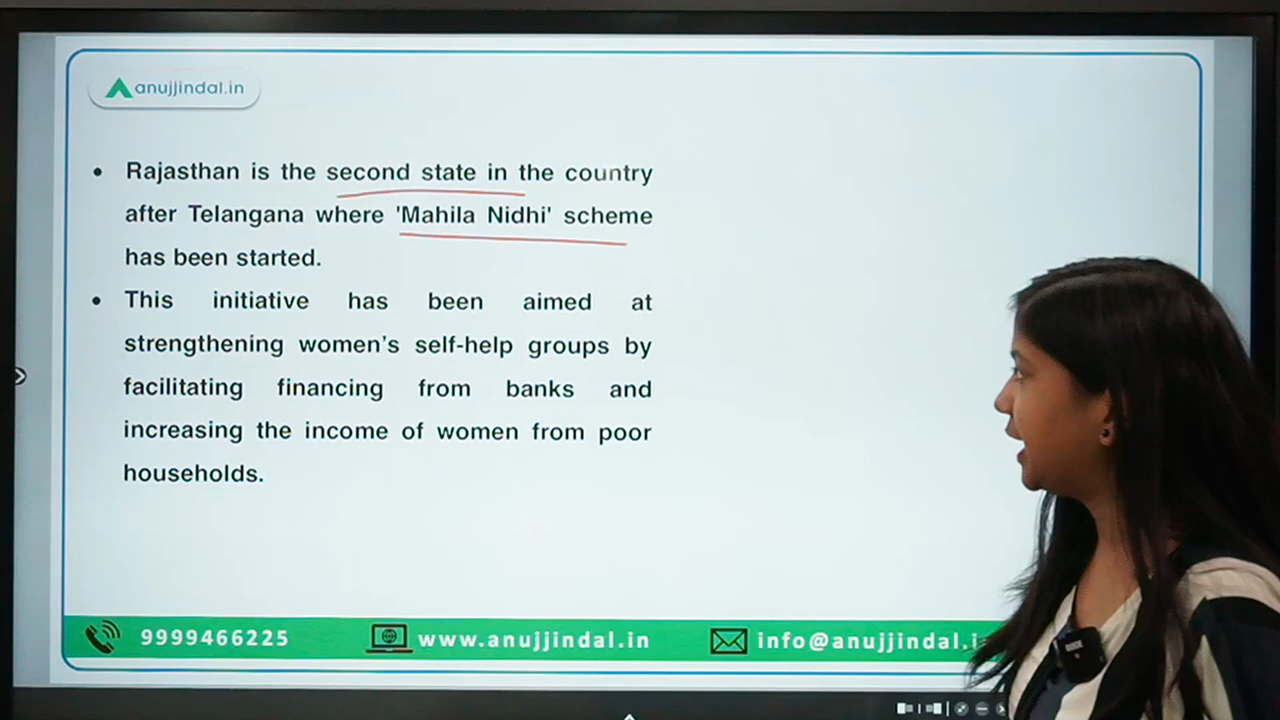 anujjindal.in
• Rajasthan is the second state in the country
after Telangana where 'Mahila Nidhi' scheme
has been started.
• This initiative has been aimed at
strengthening women's self-help groups by
facilitating financing from banks and
increasing the income of women from poor
households.
9999466225 www.anujjindal.in info@anujjindal.i